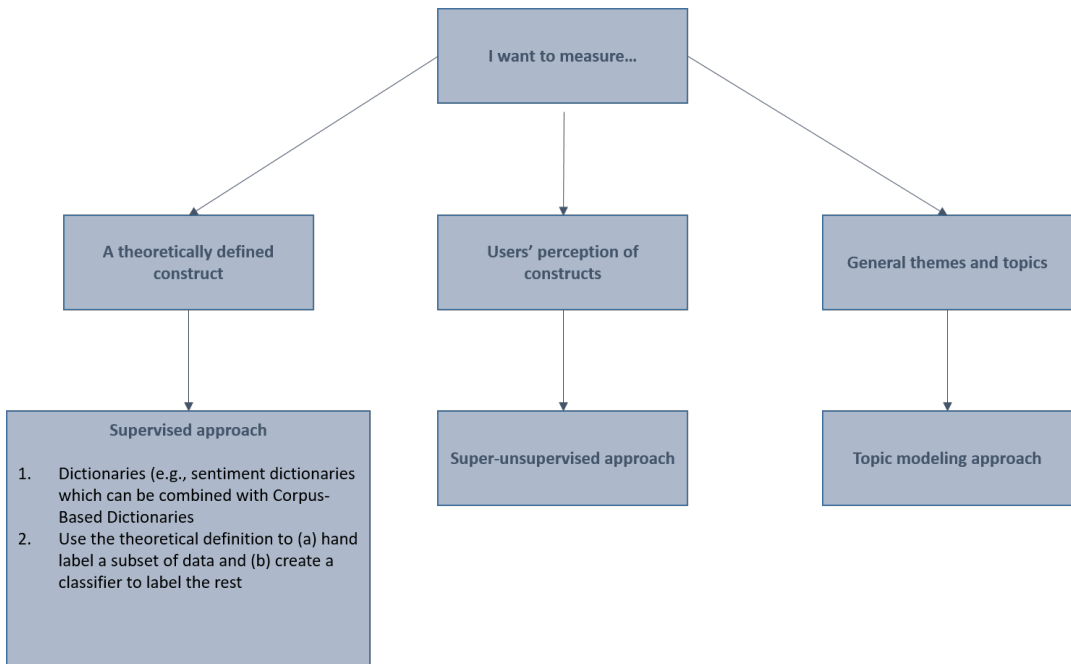 I want to measure…
A theoretically defined
construct
Users’ perception of
constructs
General themes and topics
Supervised approach
1. Dictionaries (e.g., sentiment dictionaries
which can be combined with Corpus-
Based Dictionaries
2. Use the theoretical definition to (a) hand
label a subset of data and (b) create a
classifier to label the rest
Super-unsupervised approach
Topic modeling approach